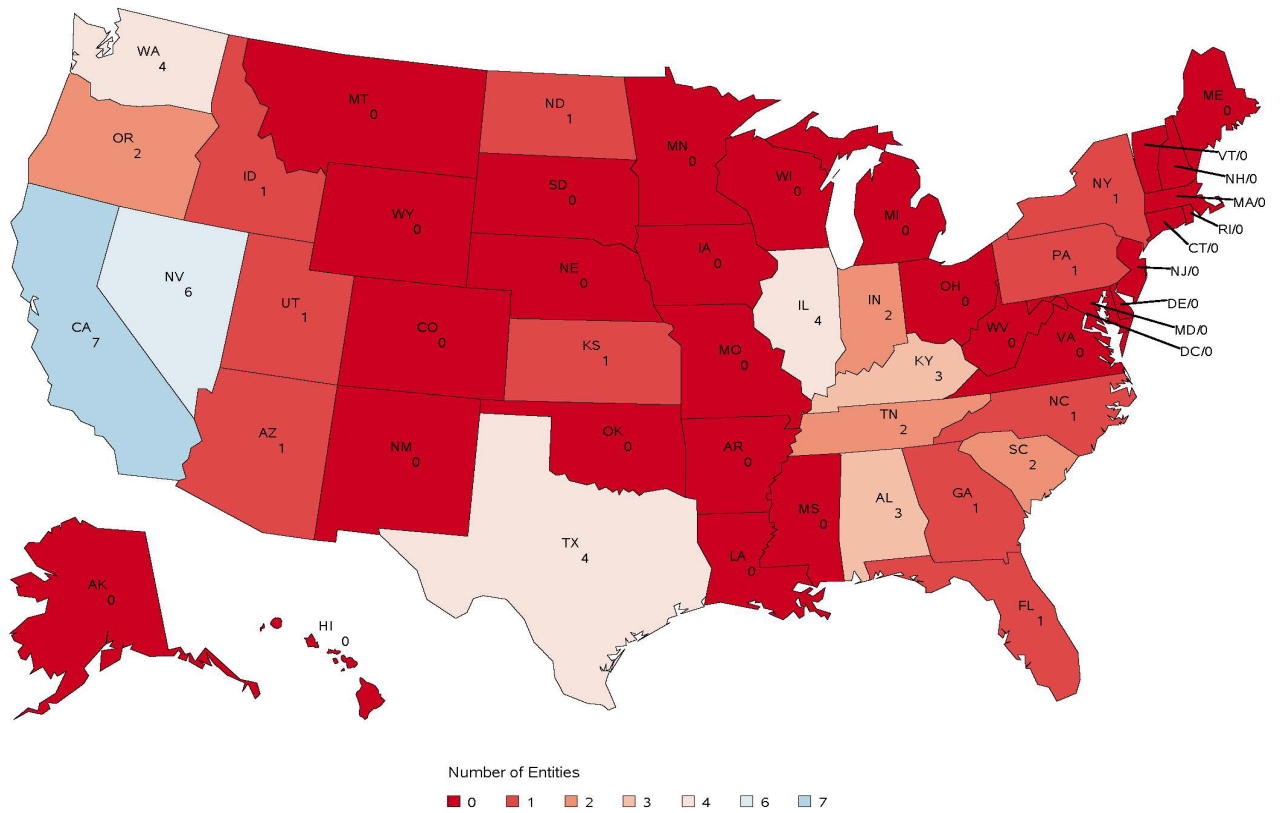 WA
4
OR
2
CA
7
NV
6
ID
1
MT
0
WY
0
UT
1
AZ
1
CO
0
NM
0
ND
1
SD
0
NE
0
KS
1
OK
0
TX
4
MN
0
IA
0
MO
0
AR
0
LA
0
WI
0
IL
4
MS
0
MI
0
IN
2
KY
3
TN
2
AL
3
OH
0
WV
0
VA
0
NC
1
SC
2
GA
1
FL
1
PA
1
NY
1
ME
0
VT/0
NH/0
MA/0
RI/0
CT/0
NJ/0
DE/0
MD/0
DC/0
AK
0
HI
0
Number of Entities
0 1 2 3 4 6 7